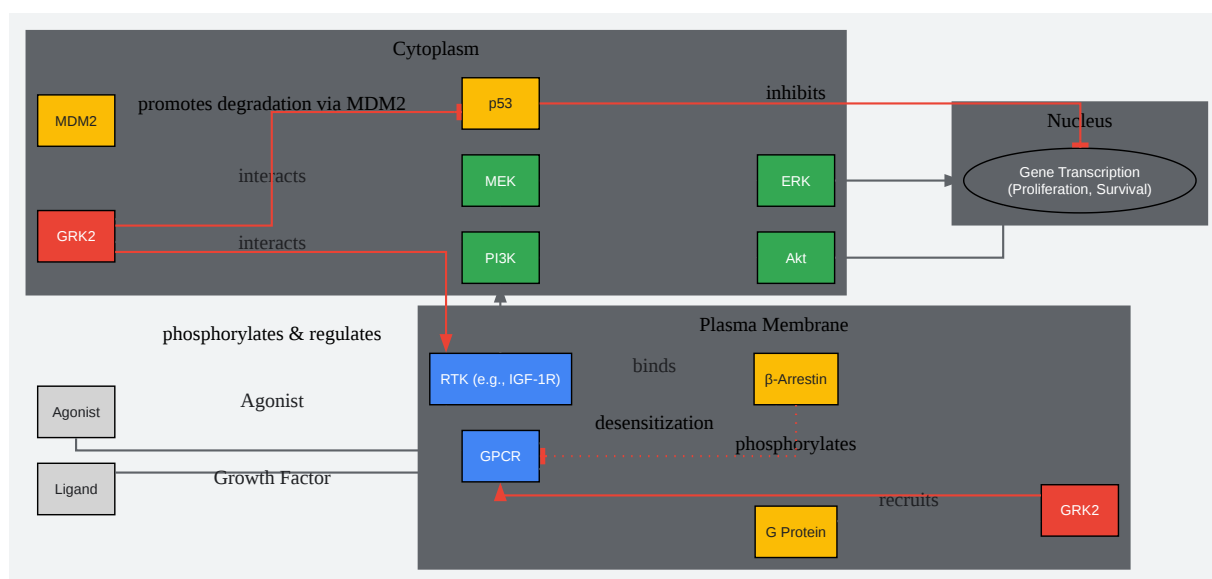 Cytoplasm
promotes degradation via MDM2
p53
inhibits
MDM2
Nucleus
interacts
MEK
ERK
Gene Transcription
(Proliferation, Survival)
GRK2
interacts
PI3K
Akt
phosphorylates & regulates
Plasma Membrane
RTK (e.g., IGF-1R)
binds
β-Arrestin
Agonist
Agonist
desensitization
phosphorylates
GPCR
Ligand
Growth Factor
recruits
GRK2
G Protein